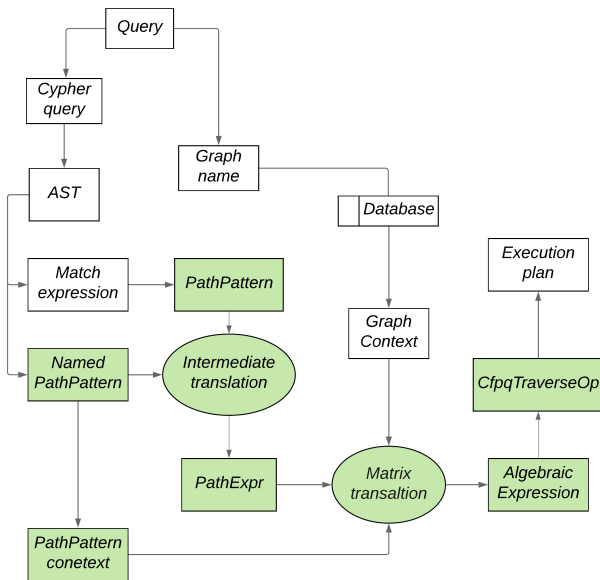 Query
Cypher
query
Graph
name
AST
Database
Match
expression
PathPattern
Execution
plan
Graph
Context
Named
PathPattern
Intermediate
translation
CfpqTraverseOp
PathExpr
Matrix
transaltion
Algebraic
Expression
PathPattern
conetext